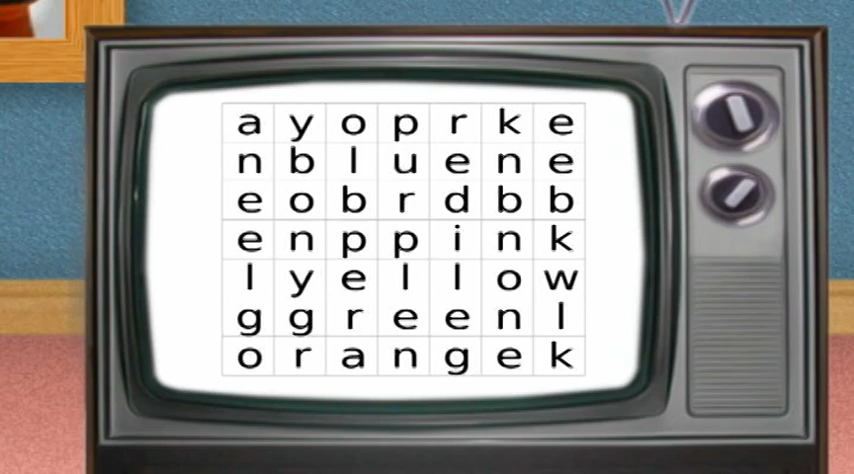 a y o p r k e
n b l u e n e
e o b r d b b
e n p p i n k
l y e l l o w
g g r e e n l
o r a n g e k